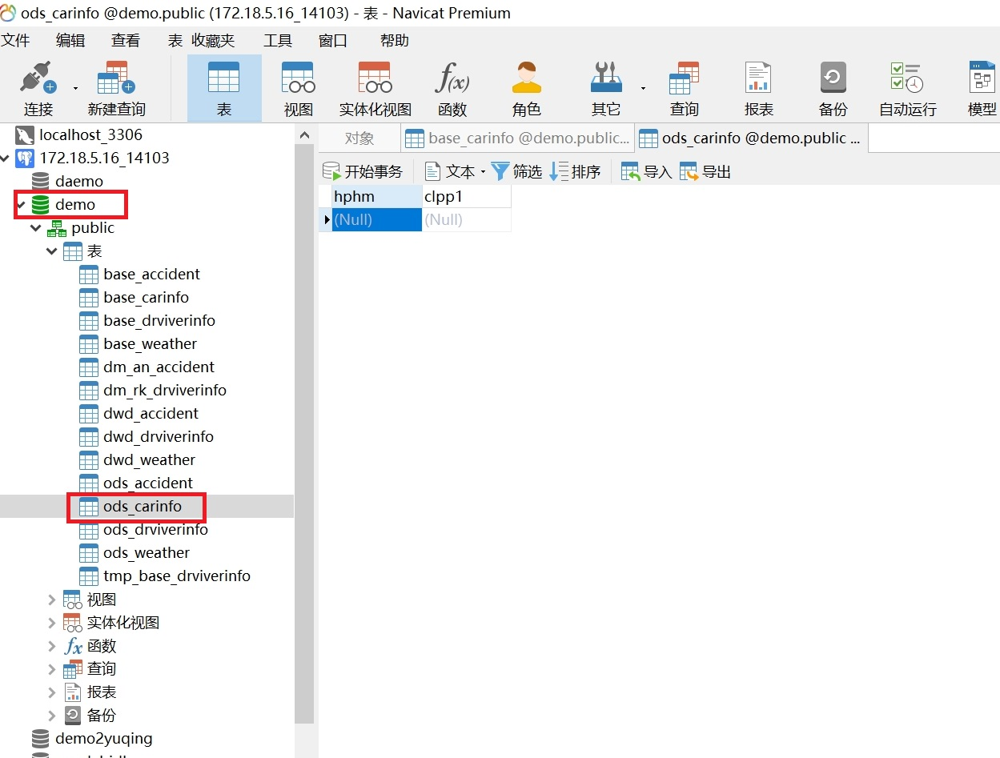 ods_carinfo @demo.public (172.18.5.16_14103) - 表 - Navicat Premium
文件 编辑 查看 表 收藏夹 工具 窗口 帮助
连接 新建查询 表 视图 实体化视图 函数 角色 其它 查询 报表 备份 自动运行 模型
localhost_3306
172.18.5.16_14103
daemo
demo
public
表
base_accident
base_carinfo
base_drviverinfo
base_weather
dm_an_accident
dm_rk_drviverinfo
dwd_accident
dwd_drviverinfo
dwd_weather
ods_accident
ods_carinfo
ods_drviverinfo
ods_weather
tmp_base_drviverinfo
视图
实体化视图
函数
查询
报表
备份
demo2yuqing
对象 base_carinfo @demo.public... ods_carinfo @demo.public ...
开始事务 文本 筛选 排序 导入 导出
hphm clpp1
(Null) (Null)